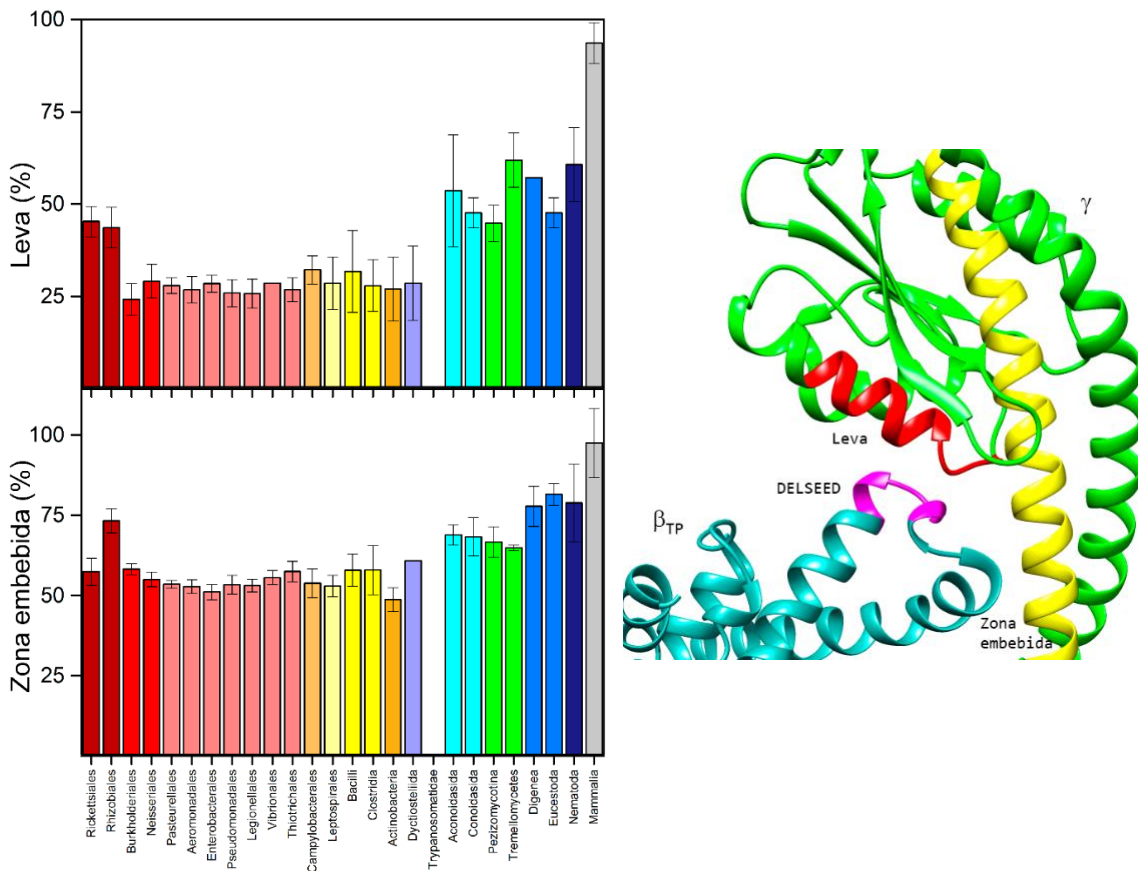 100
75
50
25
Leva (%)
100
75
50
25
Zona embebida (%)
Rickettsiales
Rhizobiales
Burkholderiales
Neisseriales
Pasteurellales
Aeromonadales
Enterobacterales
Pseudomonadales
Legionellales
Vibrionales
Thiotrichales
Campylobacterales
Leptospirales
Bacilli
Clostridia
Actinobacteria
Dyctiosteliida
Trypanosomatidae
Aconoidasida
Conoidasida
Pezizomycotina
Tremellomycetes
Digenea
Eucestoda
Nematoda
Mammalia
γ
Leva
DELSEED
βTP
Zona
embebida